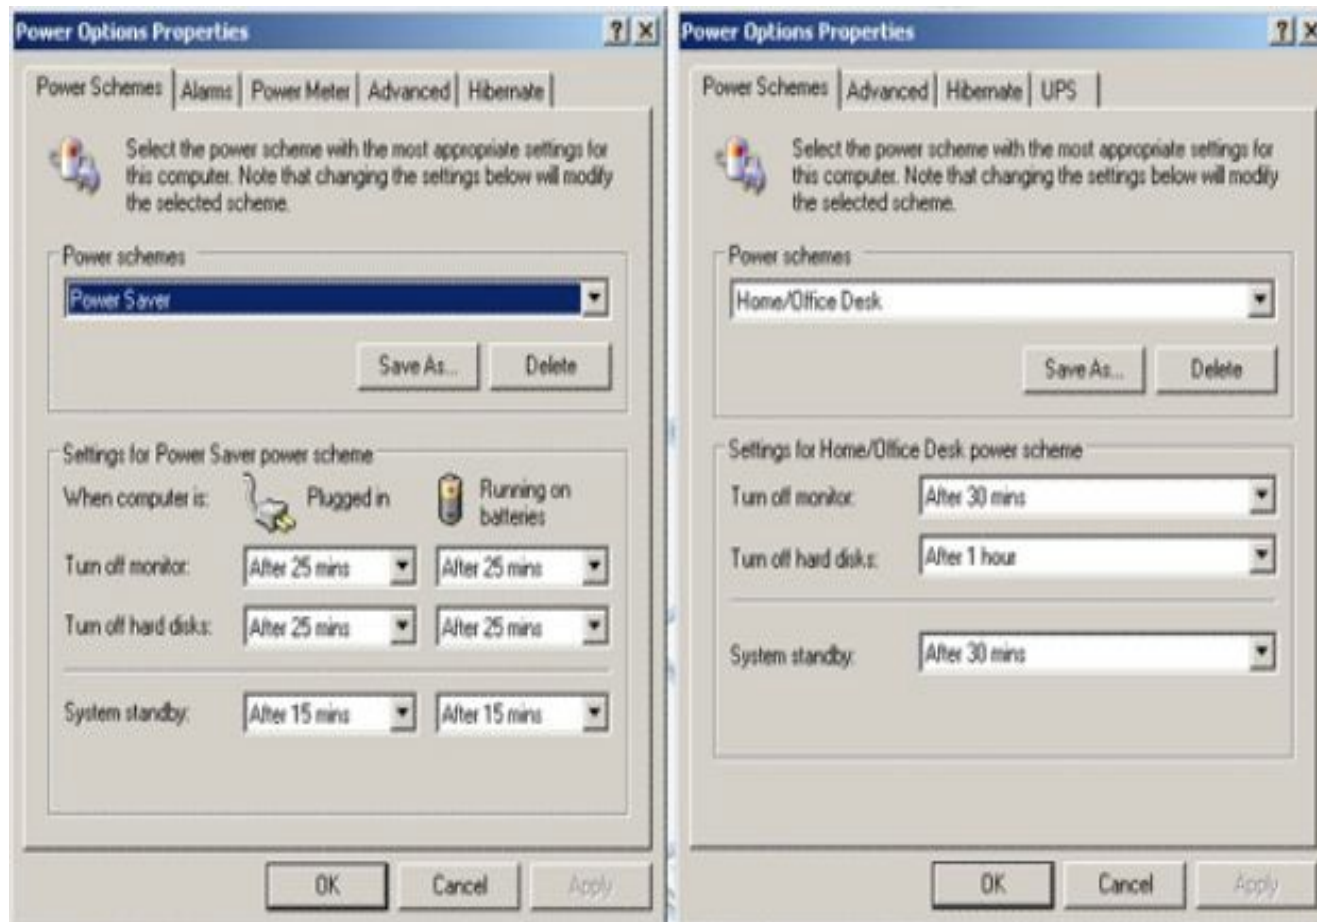 Power Options Properties
Power Schemes Alarms Power Meter Advanced Hibernate
Select the power scheme with the most appropriate settings for
this computer. Note that changing the settings below will modify
the selected scheme.
Power schemes
Power Saver
Save As... Delete
Settings for Power Saver power scheme
When computer is: Plugged in Running on
batteries
Turn off monitor: After 25 mins After 25 mins
Turn off hard disks: After 25 mins After 25 mins
System standby: After 15 mins After 15 mins
OK Cancel Apply
Power Options Properties
Power Schemes Advanced Hibernate UPS
Select the power scheme with the most appropriate settings for
this computer. Note that changing the settings below will modify
the selected scheme.
Power schemes
Home/Office Desk
Save As... Delete
Settings for Home/Office Desk power scheme
Turn off monitor: After 30 mins
Turn off hard disks: After 1 hour
System standby: After 30 mins
OK Cancel Apply